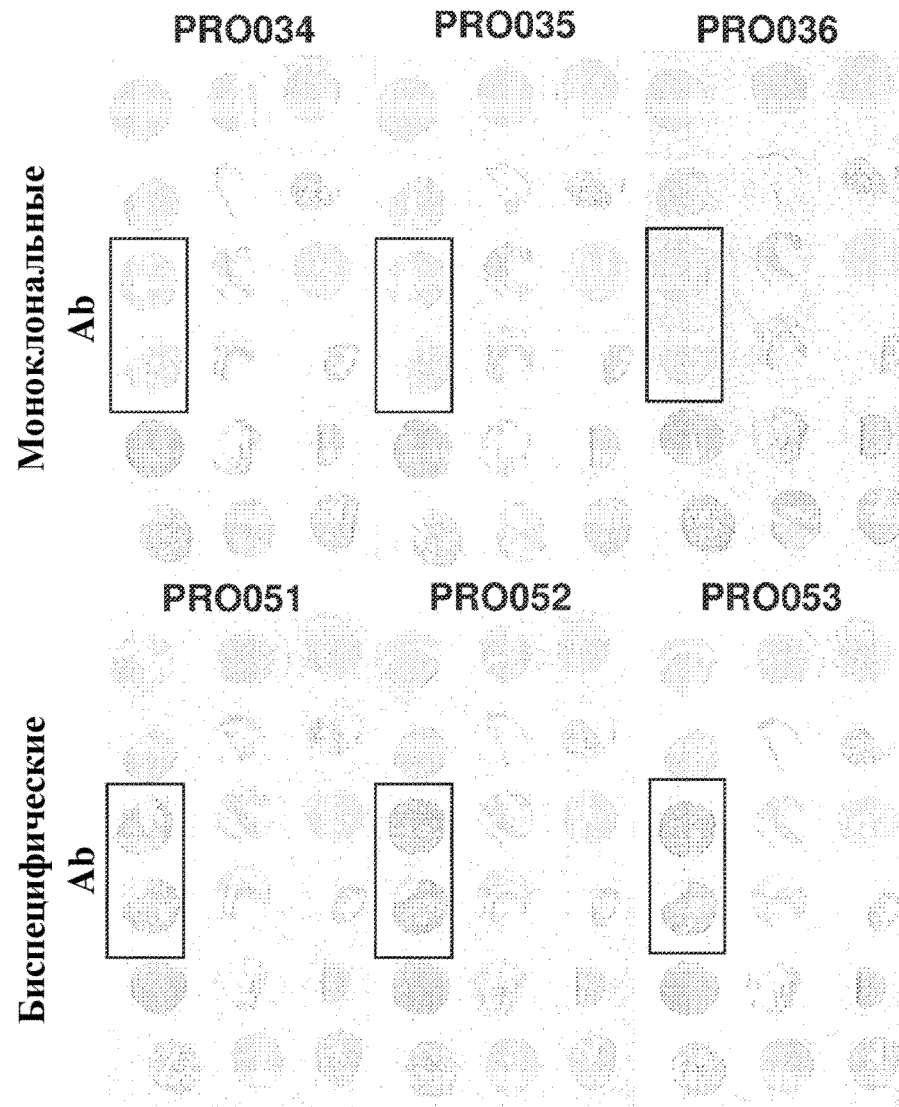 PRO034 PRO035 PRO036
Моноклональные
Ab
PRO051 PRO052 PRO053
Биспецифические
Ab